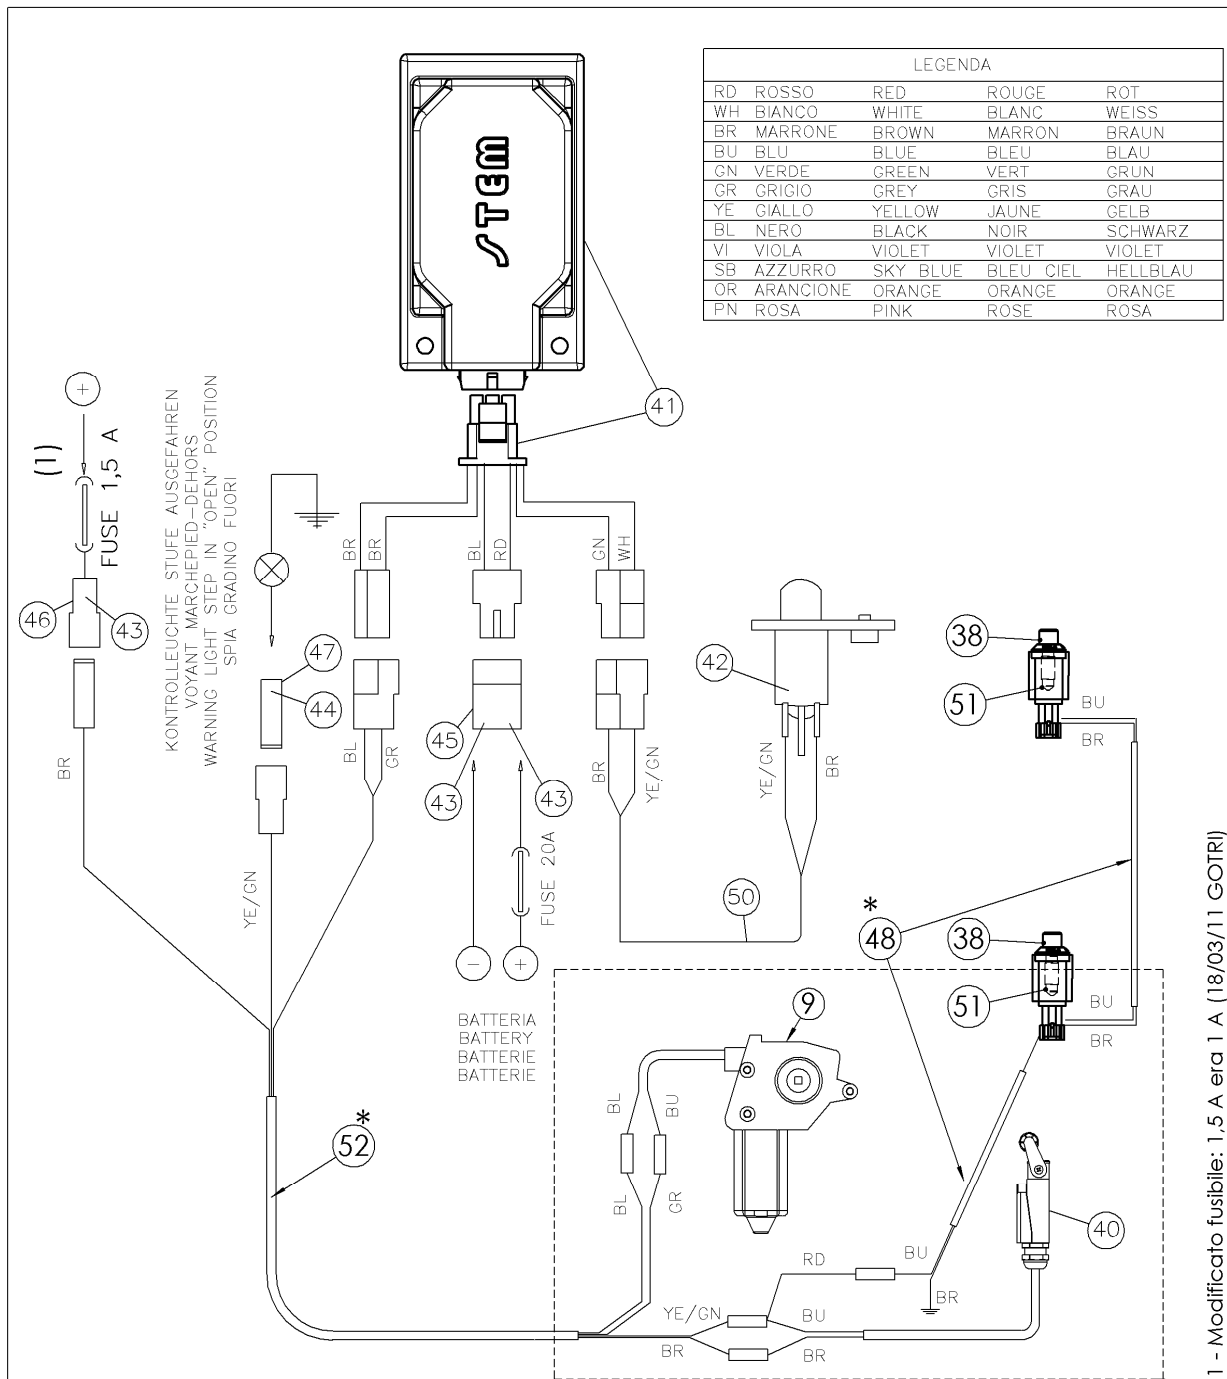 LEGENDA
RD ROSSO RED ROUGE ROT
WH BIANCO WHITE BLANC WEISS
BR MARRONE BROWN MARRON BRAUN
BU BLU BLUE BLEU BLAU
GN VERDE GREEN VERT GRUN
GR GRIGIO GREY GRIS GRAU
YE GIALLO YELLOW JAUNE GELB
BL NERO BLACK NOIR SCHWARZ
VI VIOLA VIOLET VIOLET VIOLET
SB AZZURRO SKY BLUE BLEU CIEL HELLBLAU
OR ARANCIONE ORANGE ORANGE ORANGE
PN ROSA PINK ROSE ROSA
STEM
41
+
(1)
FUSE 1,5 A
46
43
BR
KONTROLLEUCHTE STUFE AUSGEFAHREN
VOYANT MARCHEPIED-DEHORS
WARNING LIGHT STEP IN "OPEN" POSITION
SPIA GRADINO FUORI
47
44
YE/GN
BR
BR
BL
RD
GN
WH
BL
GR
45
43
43
FUSE 20A
-
+
BATTERIA
BATTERY
BATTERIE
BATTERIE
BR
YE/GN
50
42
YE/GN
BR
38
51
BU
BR
*
48
38
51
BU
BR
9
BL
BU
BL
GR
*
52
40
RD
BU
BR
YE/GN
BU
BR
BR
1 - Modificato fusibile: 1,5 A era 1 A (18/03/11 GOTRI)